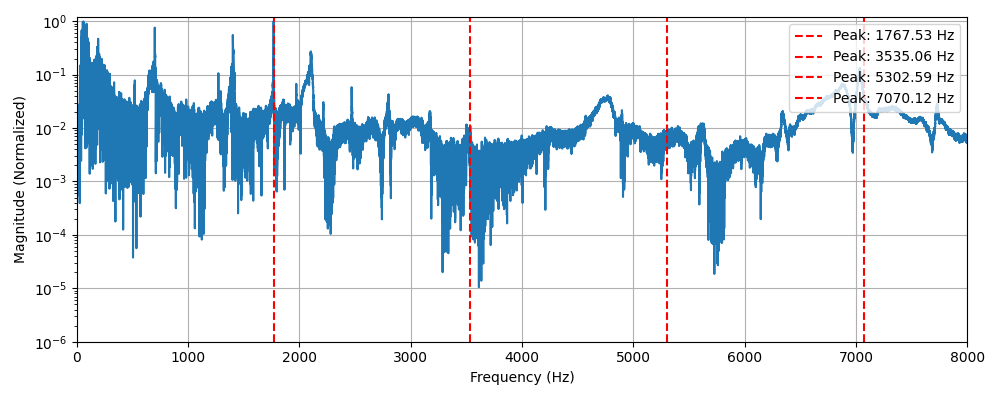 Magnitude (Normalized)
10⁰
10⁻¹
10⁻²
10⁻³
10⁻⁴
10⁻⁵
10⁻⁶
Peak: 1767.53 Hz
Peak: 3535.06 Hz
Peak: 5302.59 Hz
Peak: 7070.12 Hz
0 1000 2000 3000 4000 5000 6000 7000 8000
Frequency (Hz)